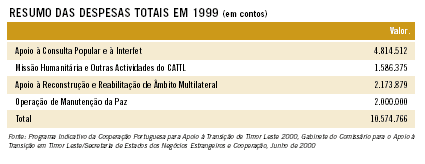 RESUMO DAS DESPESAS TOTAIS EM 1999 (em contos)
Valor.
Apoio à Consulta Popular e à Interfet 4.814.512
Missão Humanitária e Outras Actividades do CATTL 1.586.375
Apoio à Reconstrução e Reabilitação de Âmbito Multilateral 2.173.879
Operação de Manutenção da Paz 2.000.000
Total 10.574.766
Fonte: Programa Indicativo da Cooperação Portuguesa para Apoio à Transição de Timor Leste 2000, Gabinete do Comissário para o Apoio à
Transição em Timor Leste/Secretaria de Estados dos Negócios Estrangeiros e Cooperação, Junho de 2000